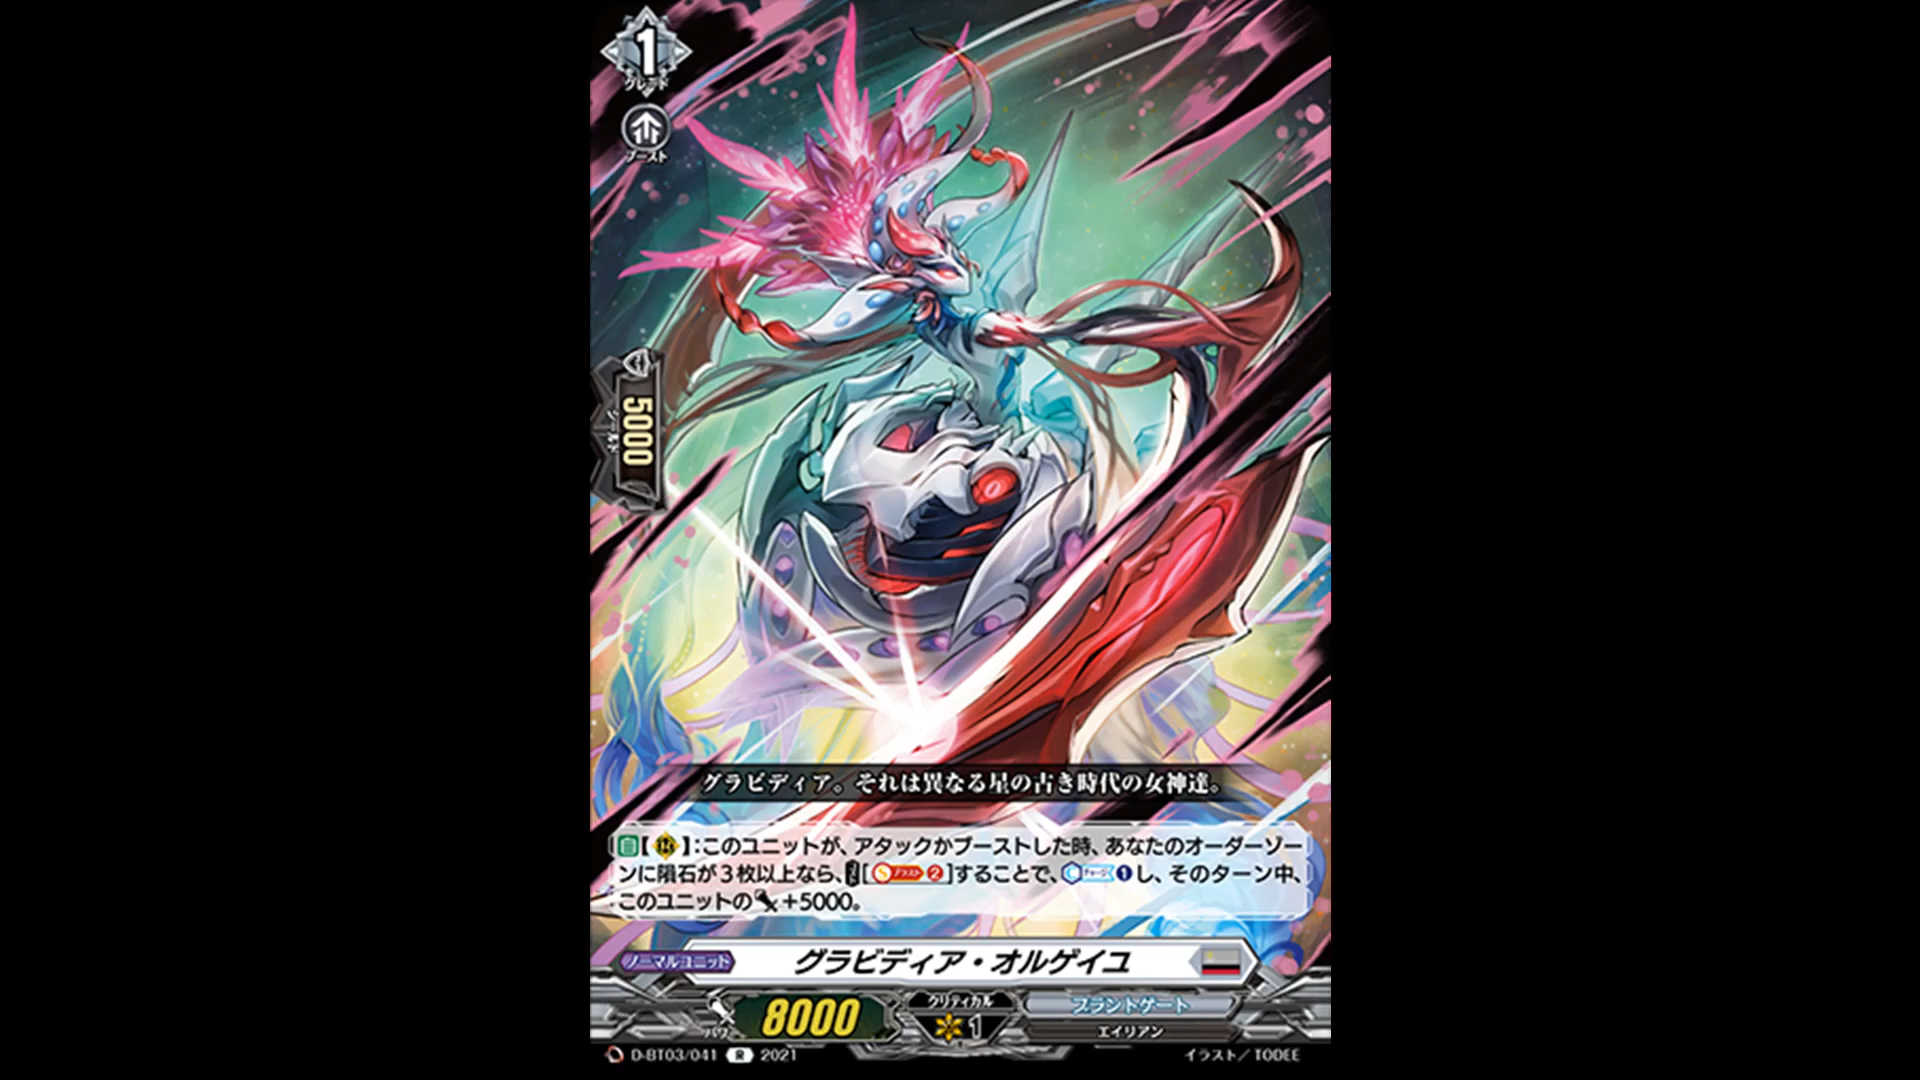 1
グレード
ブースト
5000
シールド
グラビディア。それは異なる星の古き時代の女神達。
自【R】:このユニットが、アタックかブーストした時、あなたのオーダーゾー
ンに隕石が3枚以上なら、[ブラスト2]することで、チャージ1し、そのターン中、
このユニットの+5000。
ノーマルユニット
グラビディア・オルゲイユ
パワー
8000
クリティカル
1
ブラントゲート
エイリアン
D-BT03/041 R 2021
イラスト/TODEE